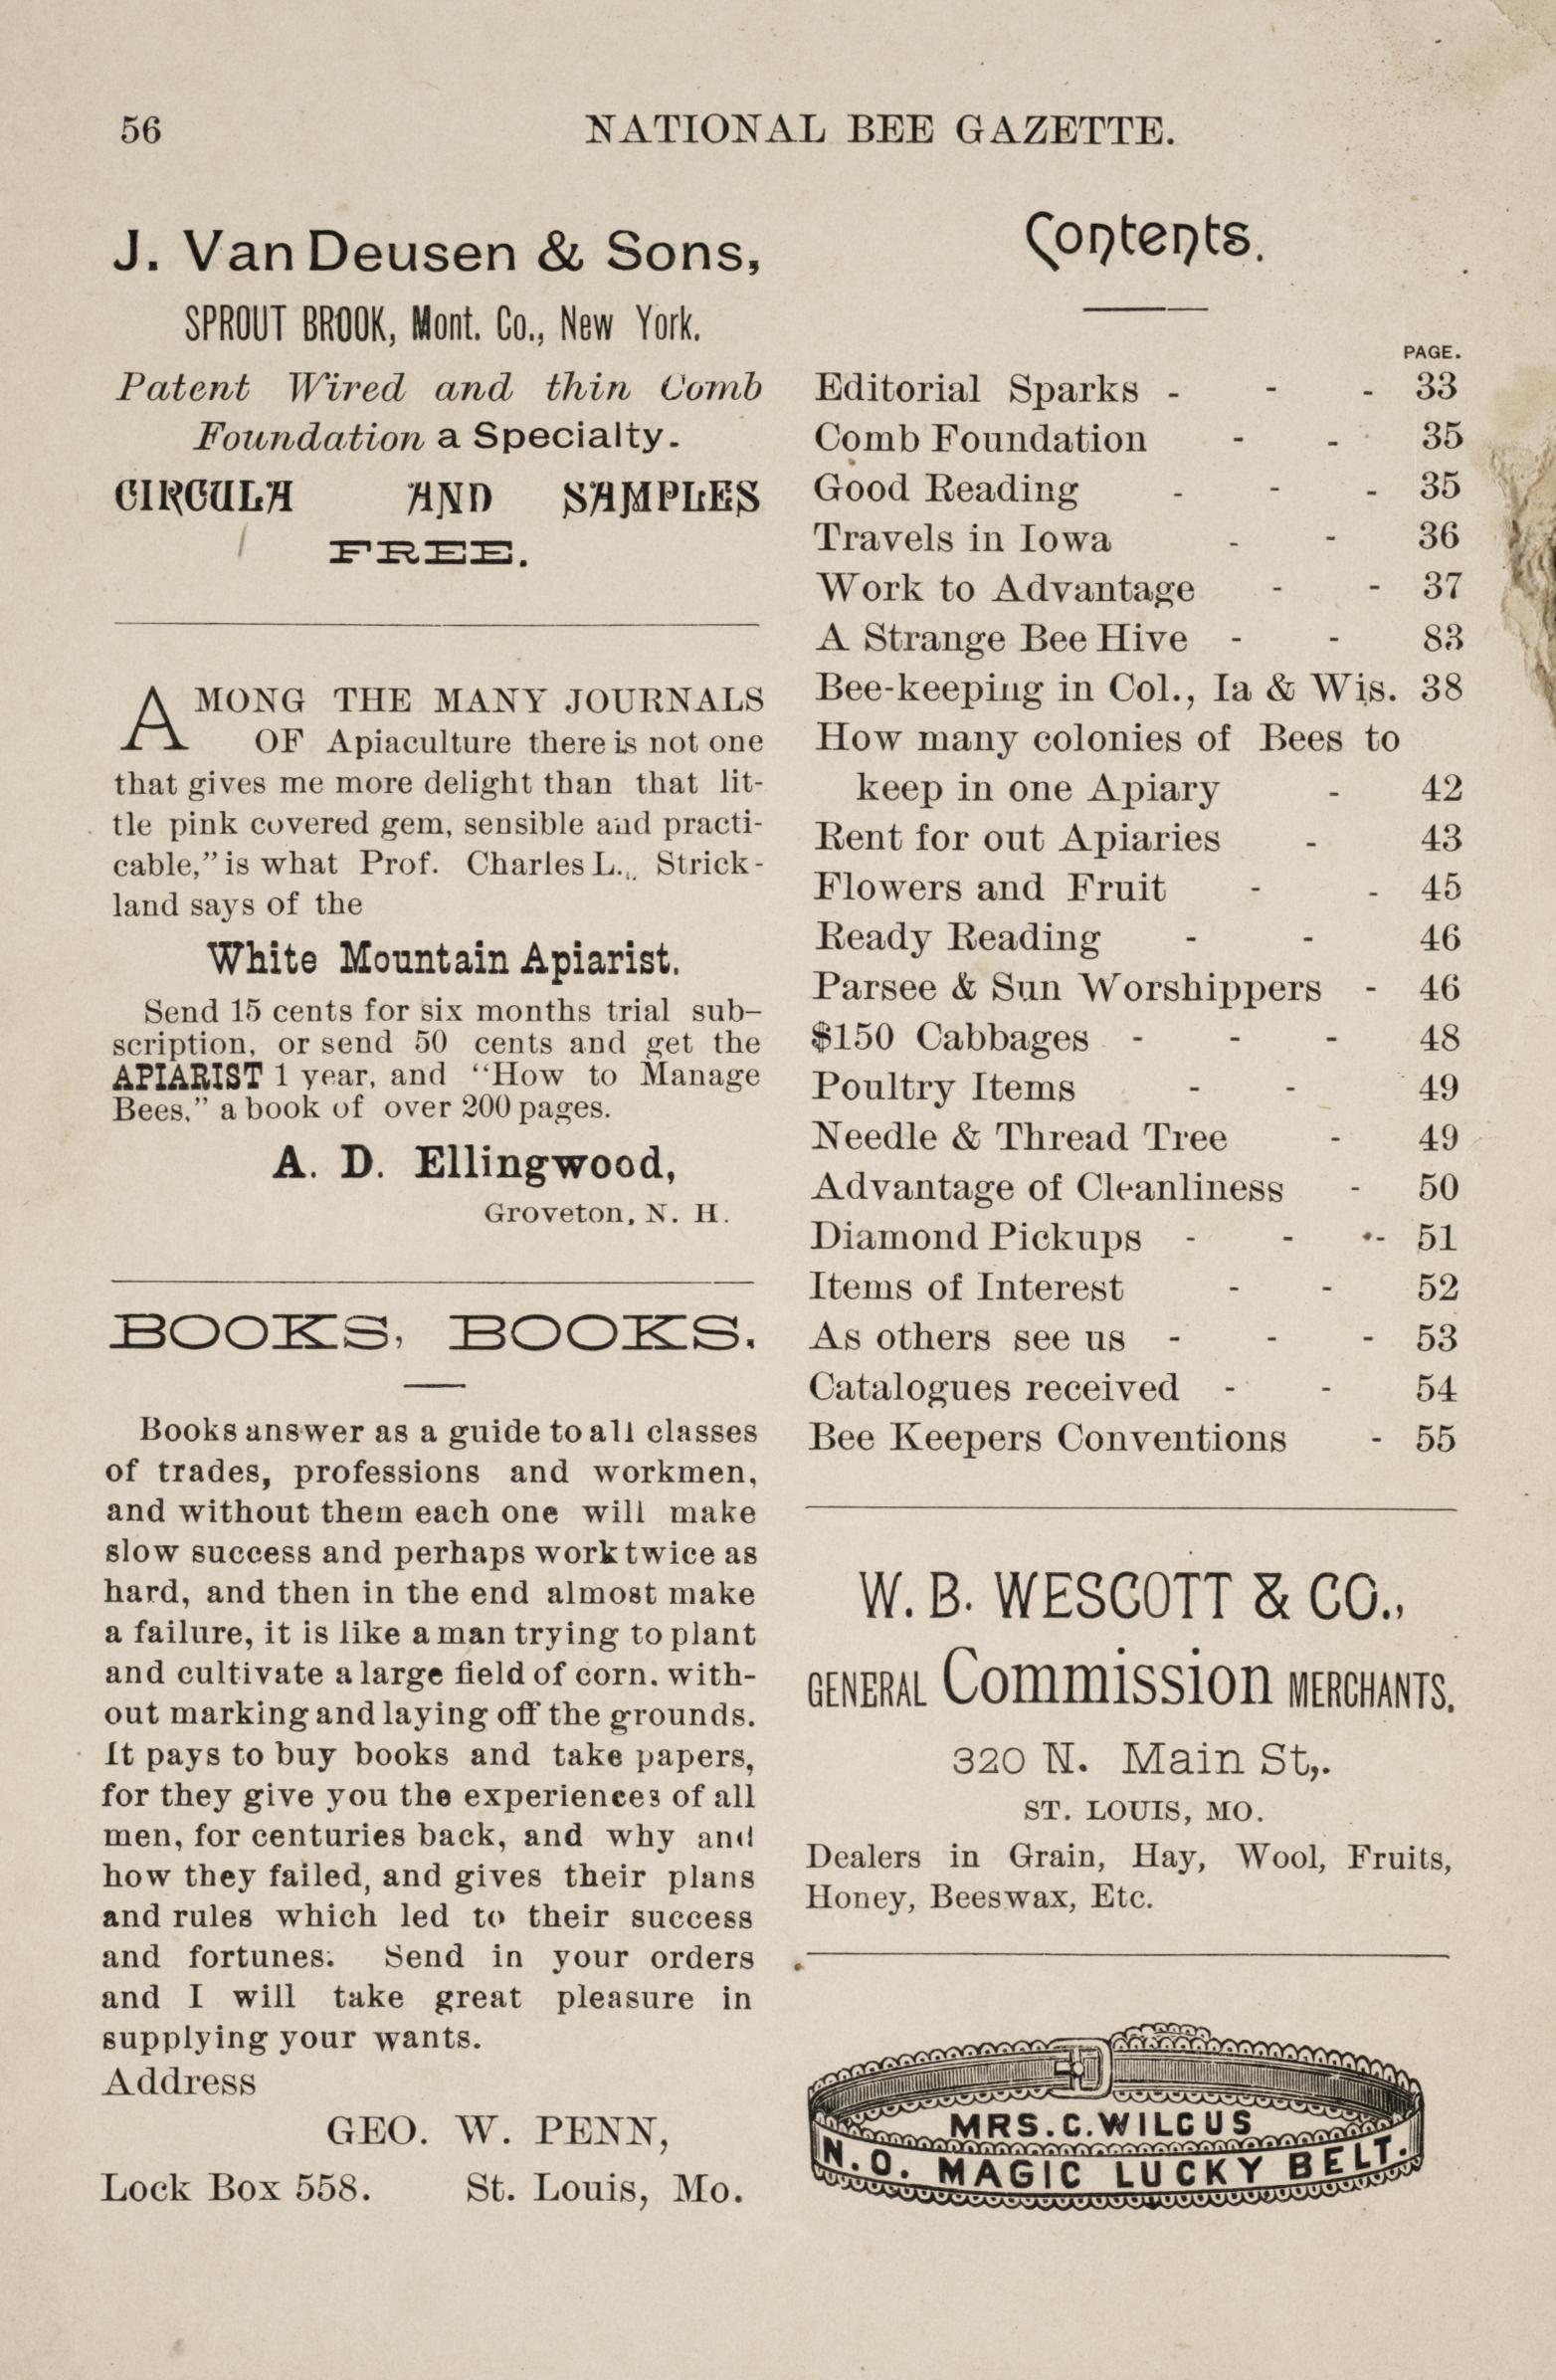 56
NATIONAL BEE GAZETTE.
J. Van Deusen & Sons,
SPROUT BROOK, Mont. Co., New York.
Patent Wired and thin Comb
Foundation a Specialty.
CIRCULA AND SAMPLES
FREE.
AMONG THE MANY JOURNALS
OF Apiaculture there is not one
that gives me more delight than that lit-
tle pink covered gem, sensible and practi-
cable," is what Prof. Charles L., Strick-
land says of the
White Mountain Apiarist.
Send 15 cents for six months trial sub-
scription, or send 50 cents and get the
APIARIST 1 year, and "How to Manage
Bees," a book of over 200 pages.
A. D. Ellingwood,
Groveton, N. H.
BOOKS, BOOKS.
Books answer as a guide to all classes
of trades, professions and workmen,
and without them each one will make
slow success and perhaps work twice as
hard, and then in the end almost make
a failure, it is like a man trying to plant
and cultivate a large field of corn. with-
out marking and laying off the grounds.
It pays to buy books and take papers,
for they give you the experiences of all
men, for centuries back, and why and
how they failed, and gives their plans
and rules which led to their success
and fortunes. Send in your orders
and I will take great pleasure in
supplying your wants.
Address
GEO. W. PENN,
Lock Box 558. St. Louis, Mo.
Contents.
PAGE.
Editorial Sparks - - - 33
Comb Foundation - - 35
Good Reading - - - 35
Travels in Iowa - - 36
Work to Advantage - - 37
A Strange Bee Hive - - 83
Bee-keeping in Col., Ia & Wis. 38
How many colonies of Bees to
keep in one Apiary - 42
Rent for out Apiaries - 43
Flowers and Fruit - - 45
Ready Reading - - 46
Parsee & Sun Worshippers - 46
$150 Cabbages - - - 48
Poultry Items - - 49
Needle & Thread Tree - 49
Advantage of Cleanliness - 50
Diamond Pickups - - - 51
Items of Interest - - 52
As others see us - - - 53
Catalogues received - - 54
Bee Keepers Conventions - 55
W. B. WESCOTT & CO.,
GENERAL Commission MERCHANTS.
320 N. Main St,.
ST. LOUIS, MO.
Dealers in Grain, Hay, Wool, Fruits,
Honey, Beeswax, Etc.
MRS. C. WILCUS
N. O. MAGIC LUCKY BELT.